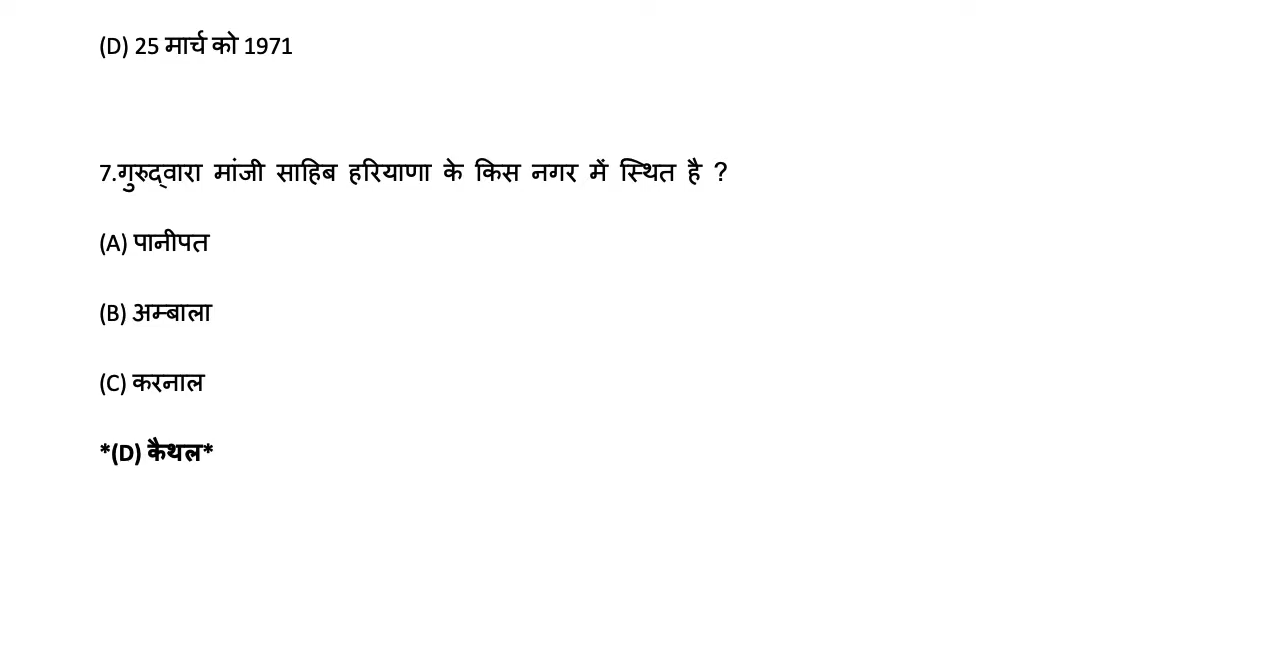 (D) 25 मार्च को 1971
7.गुरुद्वारा मांजी साहिब हरियाणा के किस नगर में स्थित है ?
(A) पानीपत
(B) अम्बाला
(C) करनाल
*(D) कैथल*